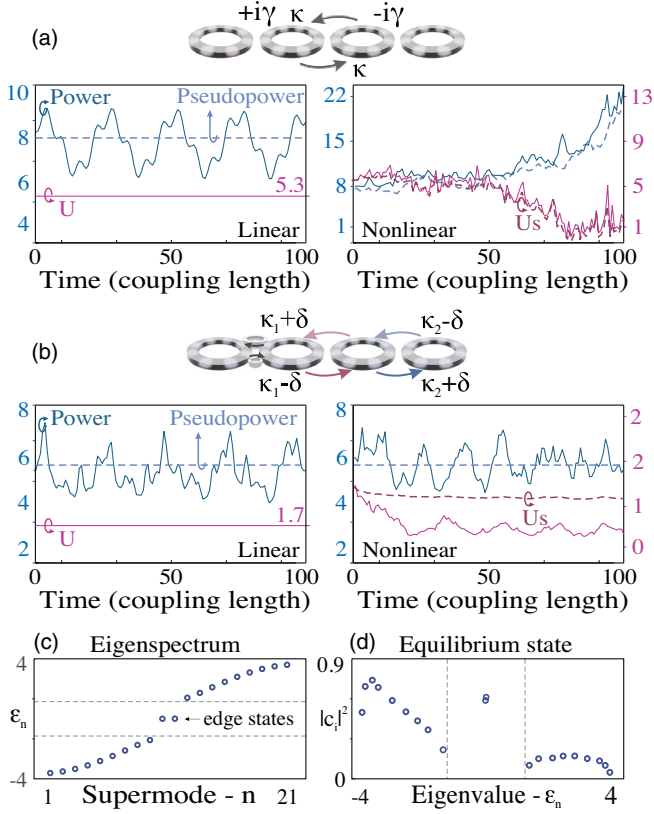 (a)
+iγ κ -iγ
κ
10
8
6
4
Power
Pseudopower
U
5.3
Linear
0 50 100
Time (coupling length)
22
15
8
1
13
9
5
1
Us
Nonlinear
0 50 100
Time (coupling length)
(b)
κ₁+δ κ₂-δ
κ₁-δ κ₂+δ
8
6
4
2
Power
Pseudopower
U
1.7
Linear
0 50 100
Time (coupling length)
8
6
4
2
2
2
1
0
Us
Nonlinear
0 50 100
Time (coupling length)
(c) Eigenspectrum
4
εₙ
-4
edge states
1 Supermode - n 21
(d) Equilibrium state
0.9
|cᵢ|²
0
-4 Eigenvalue - εₙ 4